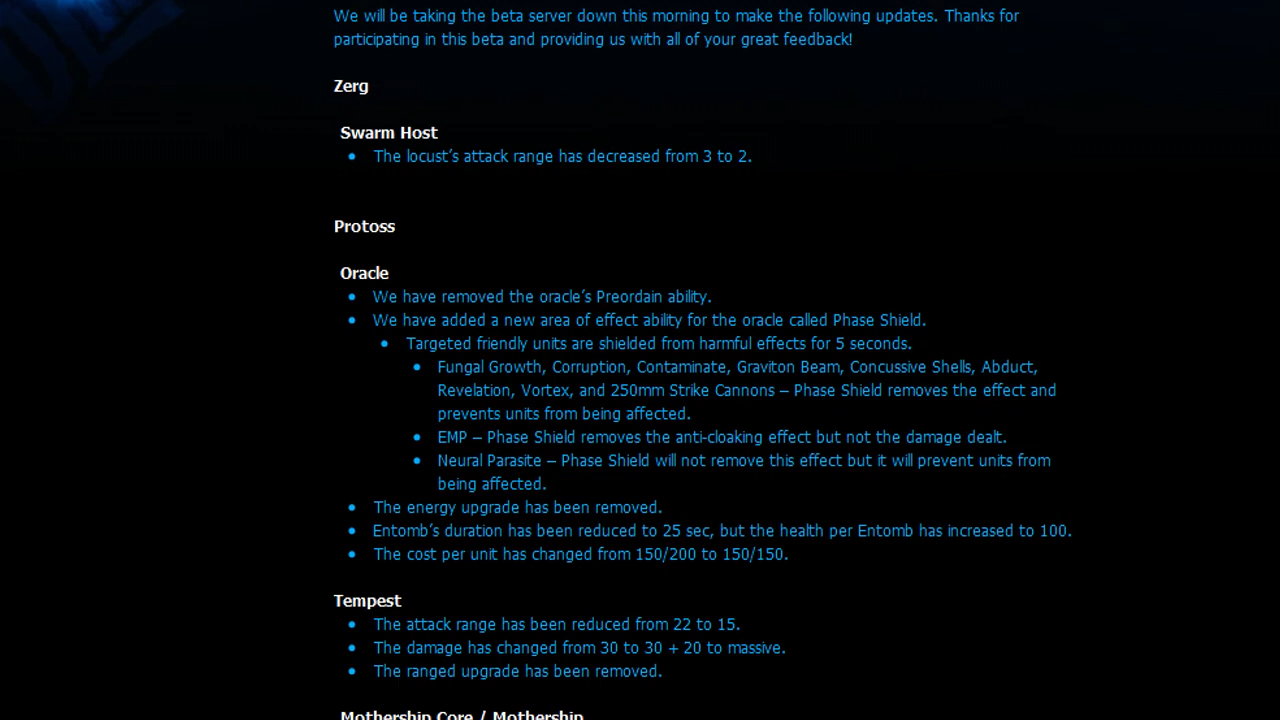 We will be taking the beta server down this morning to make the following updates. Thanks for
participating in this beta and providing us with all of your great feedback!
Zerg
Swarm Host
• The locust's attack range has decreased from 3 to 2.
Protoss
Oracle
• We have removed the oracle's Preordain ability.
• We have added a new area of effect ability for the oracle called Phase Shield.
• Targeted friendly units are shielded from harmful effects for 5 seconds.
• Fungal Growth, Corruption, Contaminate, Graviton Beam, Concussive Shells, Abduct,
Revelation, Vortex, and 250mm Strike Cannons – Phase Shield removes the effect and
prevents units from being affected.
• EMP – Phase Shield removes the anti-cloaking effect but not the damage dealt.
• Neural Parasite – Phase Shield will not remove this effect but it will prevent units from
being affected.
• The energy upgrade has been removed.
• Entomb's duration has been reduced to 25 sec, but the health per Entomb has increased to 100.
• The cost per unit has changed from 150/200 to 150/150.
Tempest
• The attack range has been reduced from 22 to 15.
• The damage has changed from 30 to 30 + 20 to massive.
• The ranged upgrade has been removed.
Mothership Core / Mothership